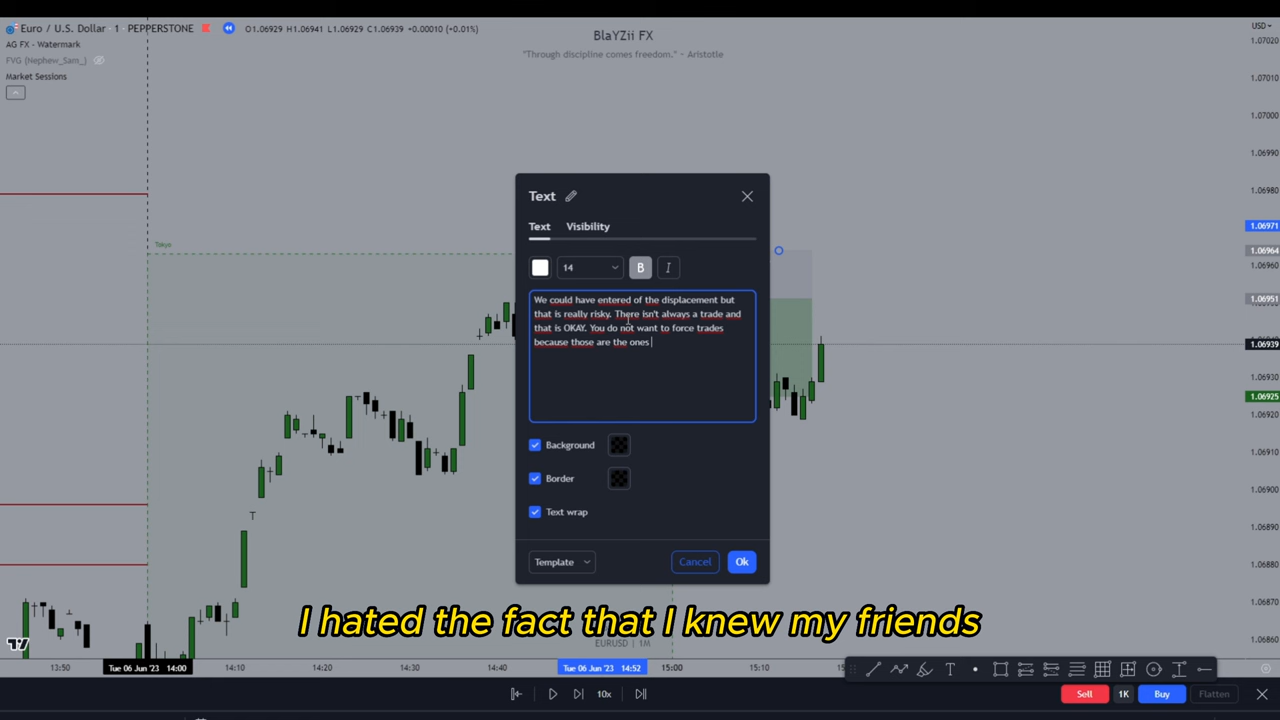 Euro / U.S. Dollar · 1 · PEPPERSTONE O1.06929 H1.06941 L1.06929 C1.06939 +0.00010 (+0.01%)
AG FX - Watermark
FVG (Nephew_Sam_)
Market Sessions
BlaYZii FX
"Through discipline comes freedom." - Aristotle
USD
1.07020
1.07010
1.07000
1.06990
1.06980
1.06971
1.06964
1.06951
1.06939
1.06930
1.06925
1.06920
1.06910
1.06900
1.06890
1.06880
1.06870
1.06860
Tokyo
Text
Text Visibility
14 B I
We could have entered of the displacement but
that is really risky. There isn't always a trade and
that is OKAY. You do not want to force trades
because those are the ones
Background
Border
Text wrap
Template Cancel Ok
I hated the fact that I knew my friends
EURUSD | 1M
13:50 Tue 06 Jun '23 14:00 14:10 14:20 14:30 14:40 Tue 06 Jun '23 14:52 15:00 15:10
10x
Sell 1K Buy Flatten